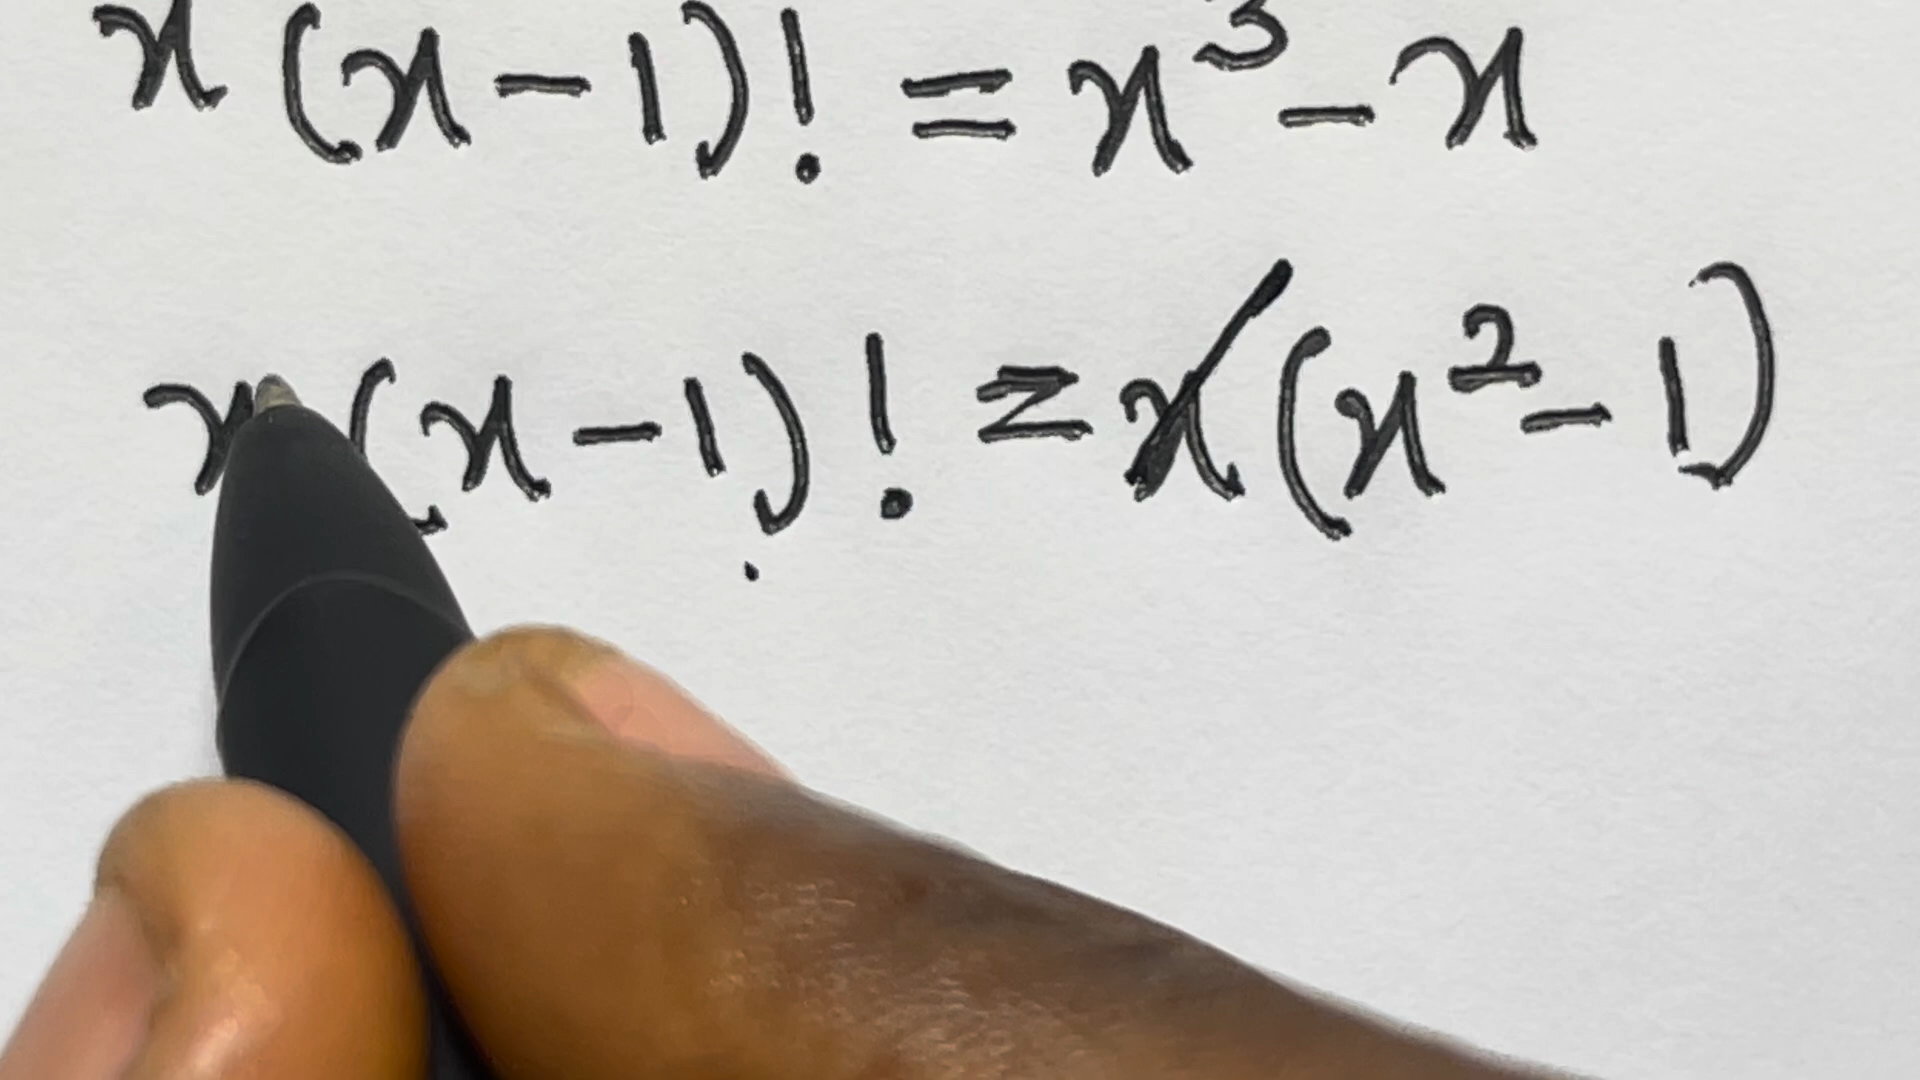 x(x-1)! = x³-x
x(x-1)! = x(x²-1)